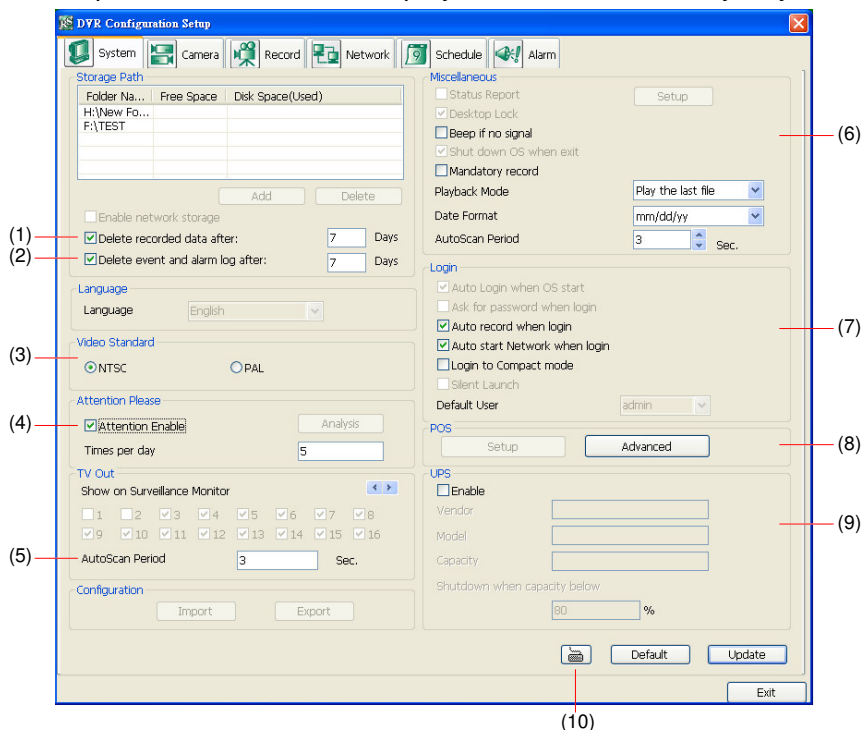 DVR Configuration Setup
System Camera Record Network Schedule Alarm
Storage Path
Folder Na... Free Space Disk Space(Used)
H:\New Fo...
F:\TEST
Add Delete
Enable network storage
(1) Delete recorded data after: 7 Days
(2) Delete event and alarm log after: 7 Days
Language
Language English
Video Standard
(3)
NTSC PAL
Attention Please
(4) Attention Enable Analysis
Times per day 5
TV Out
Show on Surveillance Monitor
1 2 3 4 5 6 7 8
9 10 11 12 13 14 15 16
(5) AutoScan Period 3 Sec.
Configuration
Import Export
Miscellaneous
Status Report Setup
Desktop Lock
Beep if no signal (6)
Shut down OS when exit
Mandatory record
Playback Mode Play the last file
Date Format mm/dd/yy
AutoScan Period 3 Sec.
Login
Auto Login when OS start
Ask for password when login
Auto record when login (7)
Auto start Network when login
Login to Compact mode
Silent Launch
Default User admin
POS
Setup Advanced (8)
UPS
Enable
Vendor
(9)
Model
Capacity
Shutdown when capacity below
80 %
Default Update
Exit
(10)